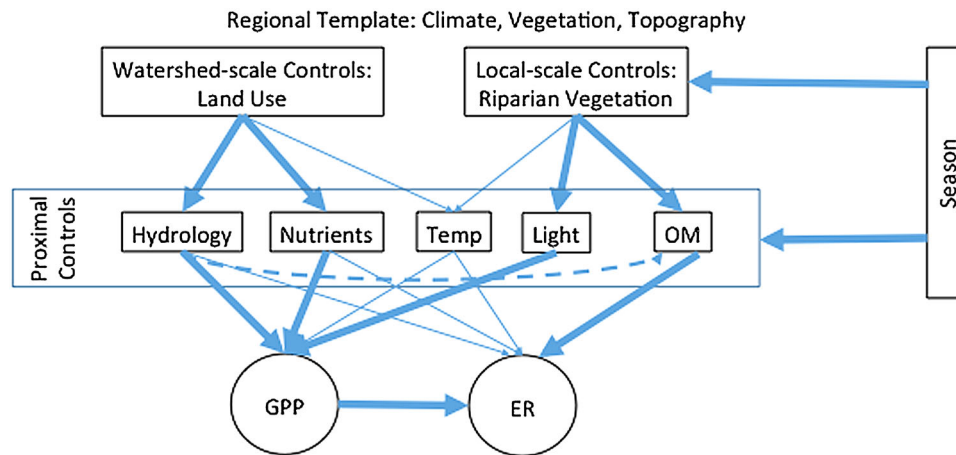 Regional Template: Climate, Vegetation, Topography
Watershed-scale Controls:
Land Use
Local-scale Controls:
Riparian Vegetation
Season
Proximal
Controls
Hydrology
Nutrients
Temp
Light
OM
GPP
ER